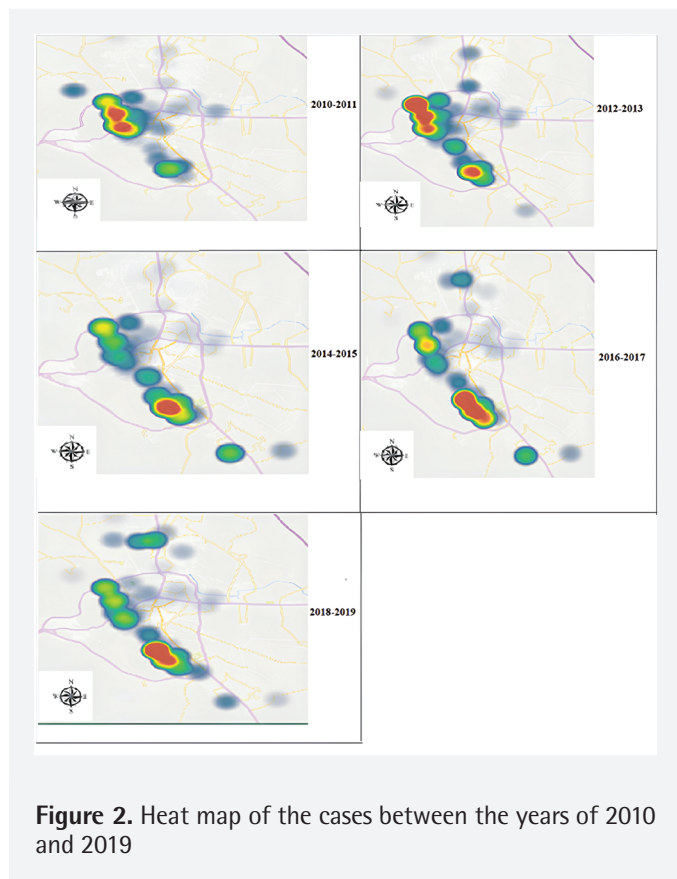 2010-2011
N
W E
S
2012-2013
N
W E
S
2014-2015
N
W E
S
2016-2017
N
W E
S
2018-2019
N
W E
S
Figure 2. Heat map of the cases between the years of 2010
and 2019